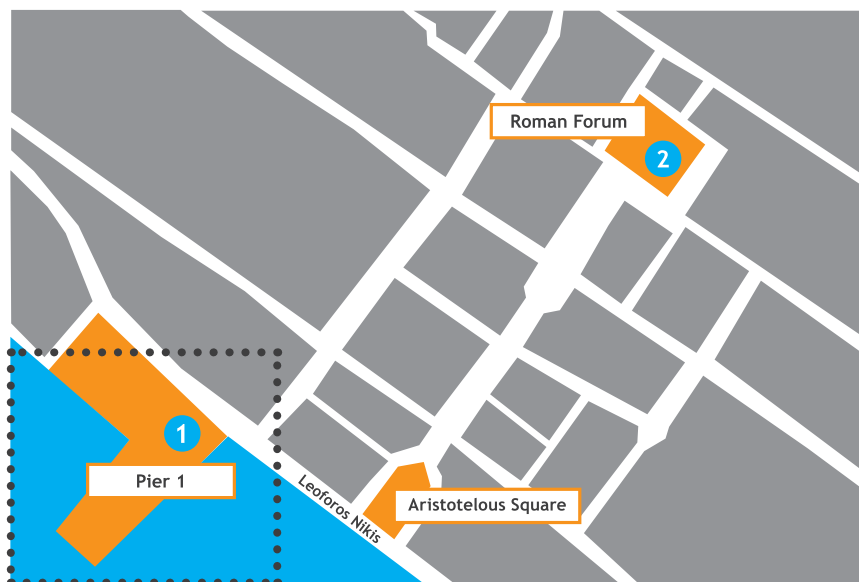 Roman Forum
2
1
Pier 1
Leoforos Nikis
Aristotelous Square